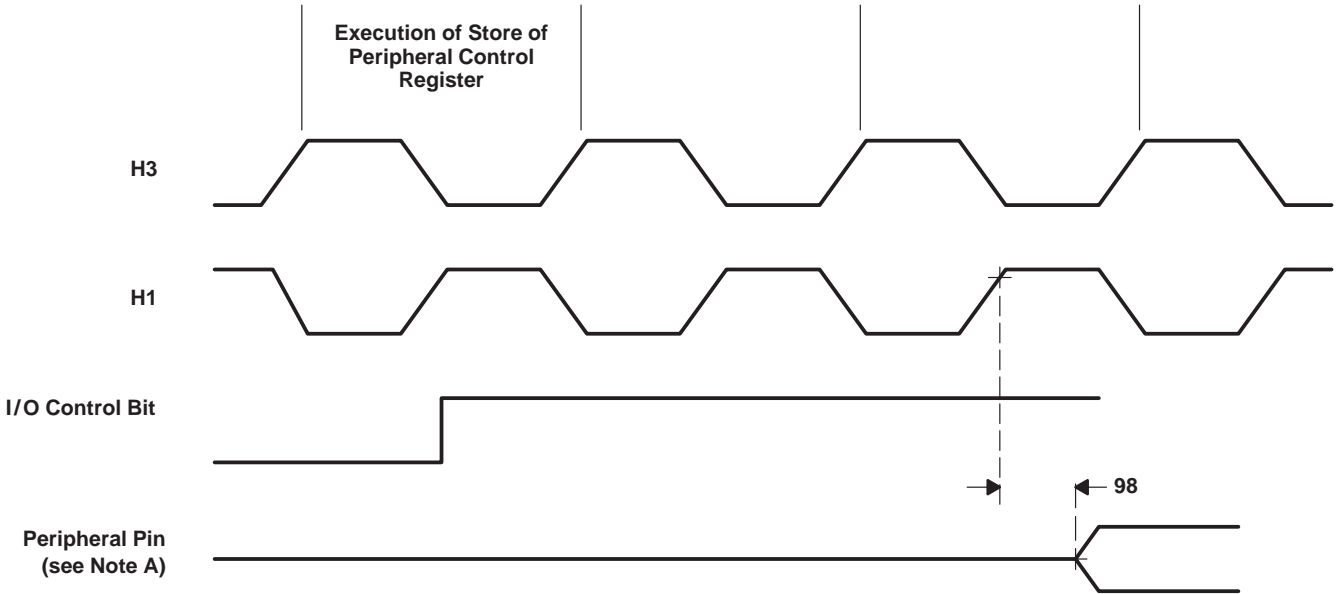 Execution of Store of
Peripheral Control
Register
H3
H1
I/O Control Bit
98
Peripheral Pin
(see Note A)